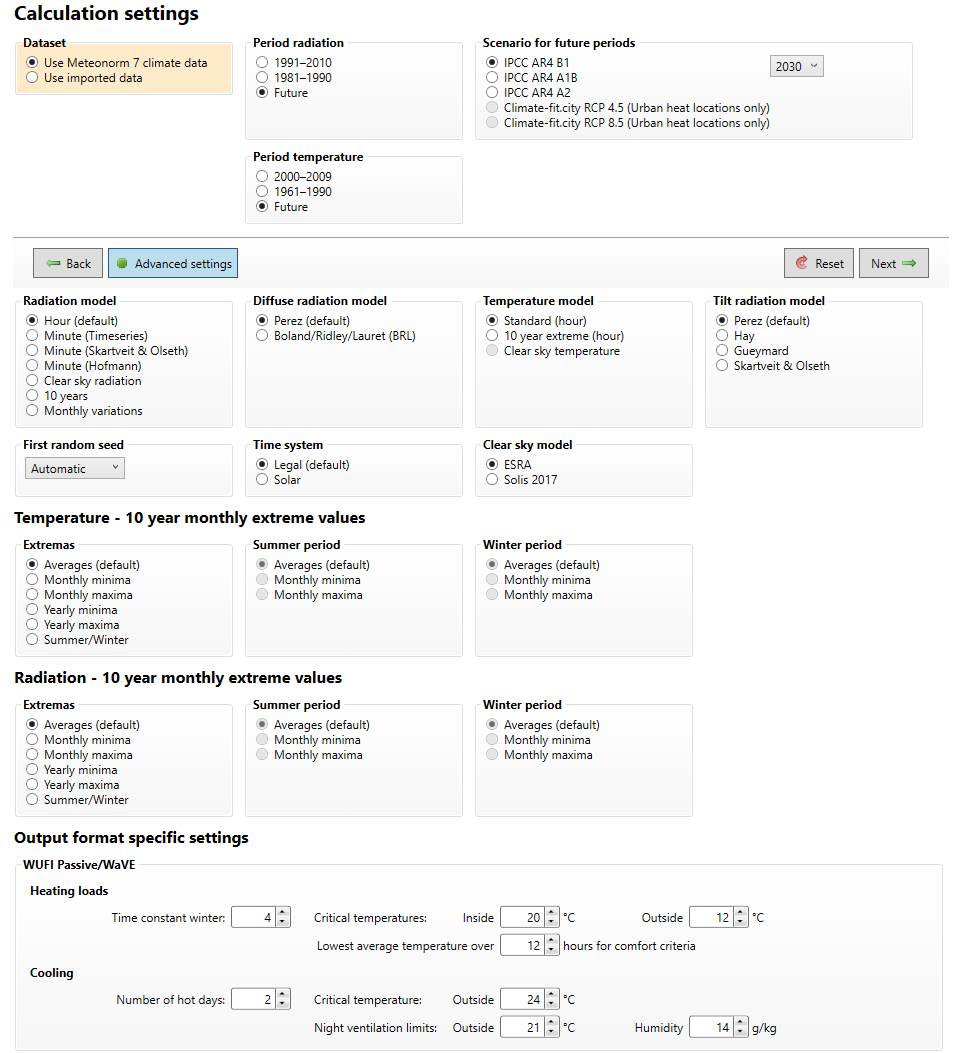 Calculation settings
Dataset
Use Meteonorm 7 climate data
Use imported data
Period radiation
1991–2010
1981–1990
Future
Scenario for future periods
IPCC AR4 B1
IPCC AR4 A1B
IPCC AR4 A2
Climate-fit.city RCP 4.5 (Urban heat locations only)
Climate-fit.city RCP 8.5 (Urban heat locations only)
2030
Period temperature
2000–2009
1961–1990
Future
Back
Advanced settings
Reset
Next
Radiation model
Hour (default)
Minute (Timeseries)
Minute (Skartveit & Olseth)
Minute (Hofmann)
Clear sky radiation
10 years
Monthly variations
Diffuse radiation model
Perez (default)
Boland/Ridley/Lauret (BRL)
Temperature model
Standard (hour)
10 year extreme (hour)
Clear sky temperature
Tilt radiation model
Perez (default)
Hay
Gueymard
Skartveit & Olseth
First random seed
Automatic
Time system
Legal (default)
Solar
Clear sky model
ESRA
Solis 2017
Temperature - 10 year monthly extreme values
Extremas
Averages (default)
Monthly minima
Monthly maxima
Yearly minima
Yearly maxima
Summer/Winter
Summer period
Averages (default)
Monthly minima
Monthly maxima
Winter period
Averages (default)
Monthly minima
Monthly maxima
Radiation - 10 year monthly extreme values
Extremas
Averages (default)
Monthly minima
Monthly maxima
Yearly minima
Yearly maxima
Summer/Winter
Summer period
Averages (default)
Monthly minima
Monthly maxima
Winter period
Averages (default)
Monthly minima
Monthly maxima
Output format specific settings
WUFI Passive/WaVE
Heating loads
Time constant winter: 4 Critical temperatures: Inside 20 °C Outside 12 °C
Lowest average temperature over 12 hours for comfort criteria
Cooling
Number of hot days: 2 Critical temperature: Outside 24 °C
Night ventilation limits: Outside 21 °C Humidity 14 g/kg